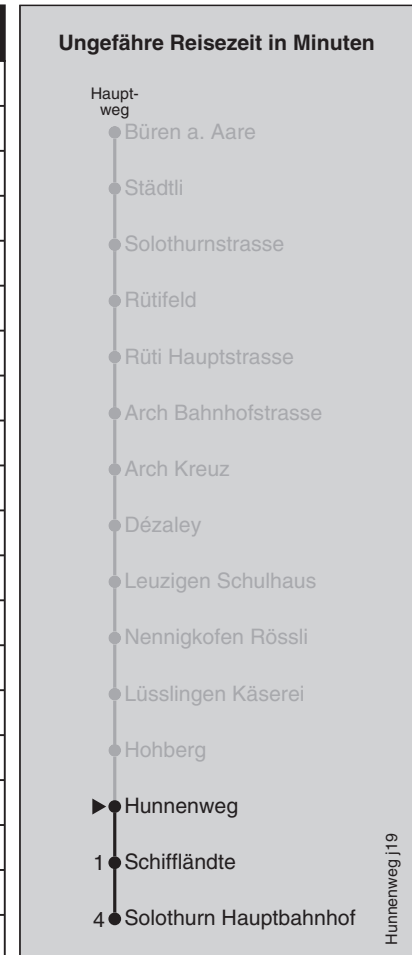 Ungefähre Reisezeit in Minuten
Haupt-
weg
Büren a. Aare
Städtli
Solothurnstrasse
Rütifeld
Rüti Hauptstrasse
Arch Bahnhofstrasse
Arch Kreuz
Dézaley
Leuzigen Schulhaus
Nennigkofen Rössli
Lüsslingen Käserei
Hohberg
Hunnenweg
1 Schiffländte
4 Solothurn Hauptbahnhof
Hunnenweg j19